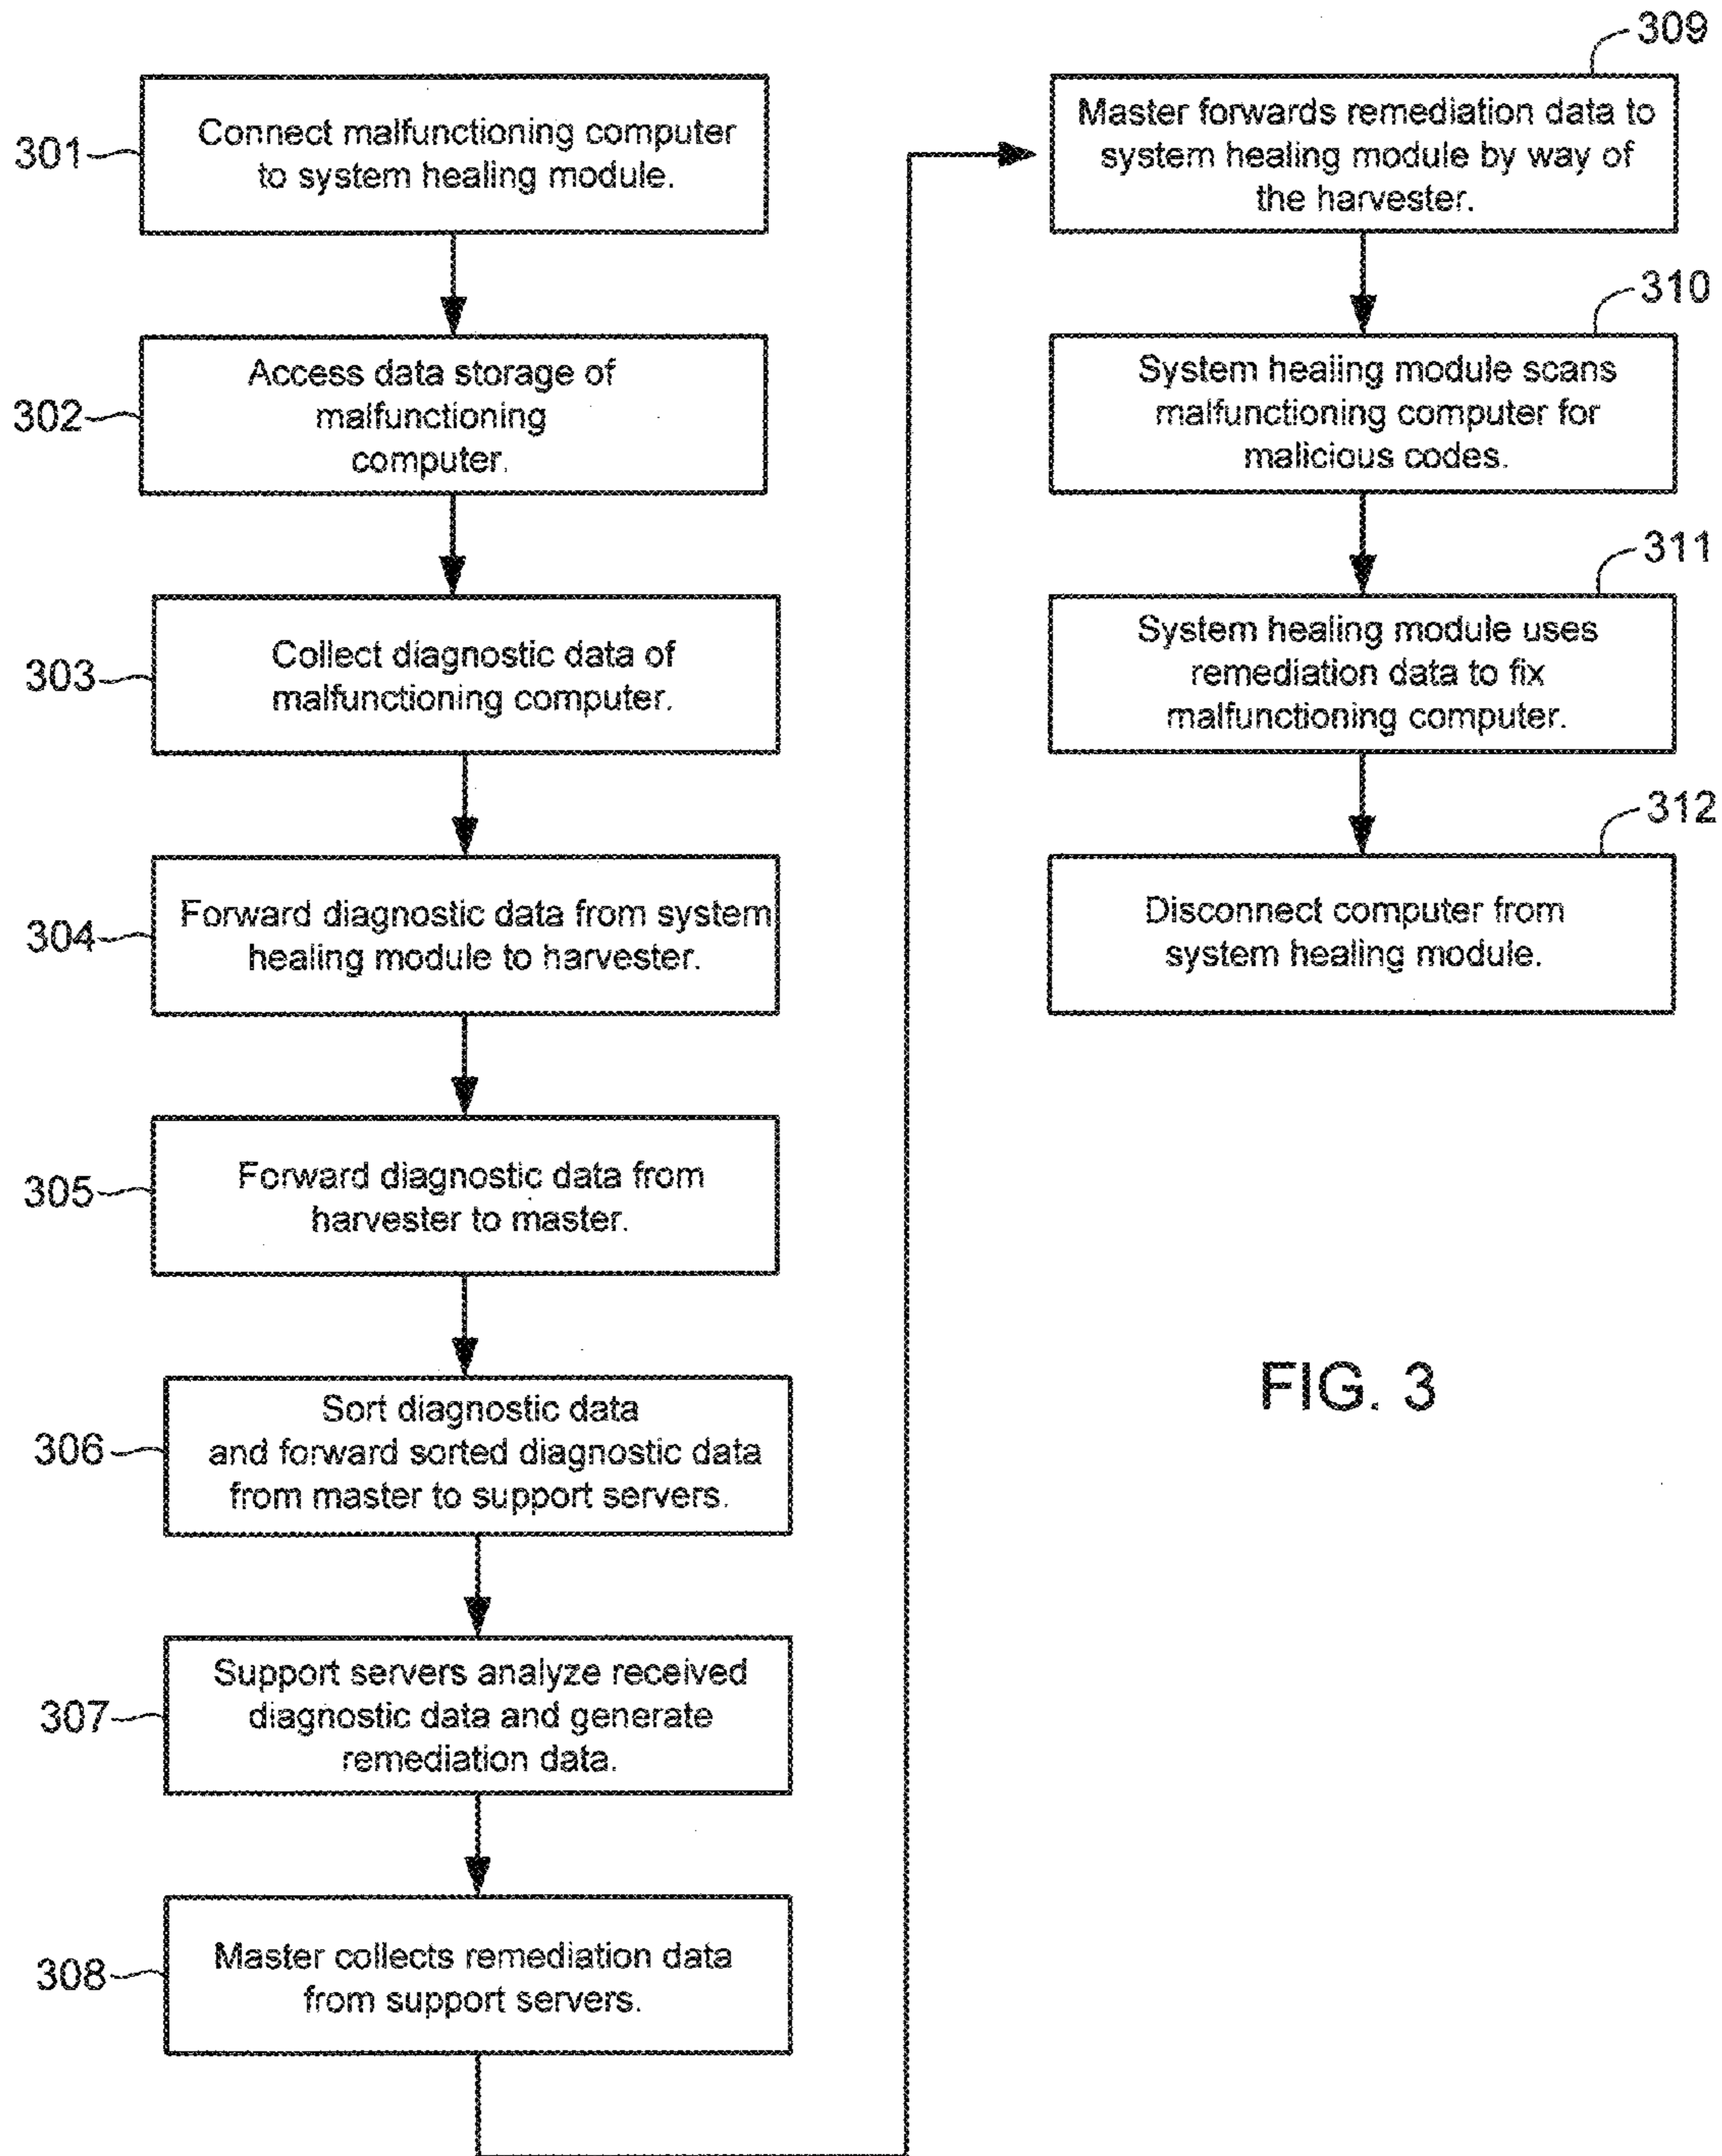 301
Connect malfunctioning computer
to system healing module.
302
Access data storage of
malfunctioning
computer.
303
Collect diagnostic data of
malfunctioning computer.
304
Forward diagnostic data from system
healing module to harvester.
305
Forward diagnostic data from
harvester to master.
306
Sort diagnostic data
and forward sorted diagnostic data
from master to support servers.
307
Support servers analyze received
diagnostic data and generate
remediation data.
308
Master collects remediation data
from support servers.
309
Master forwards remediation data to
system healing module by way of
the harvester.
310
System healing module scans
malfunctioning computer for
malicious codes.
311
System healing module uses
remediation data to fix
malfunctioning computer.
312
Disconnect computer from
system healing module.
FIG. 3